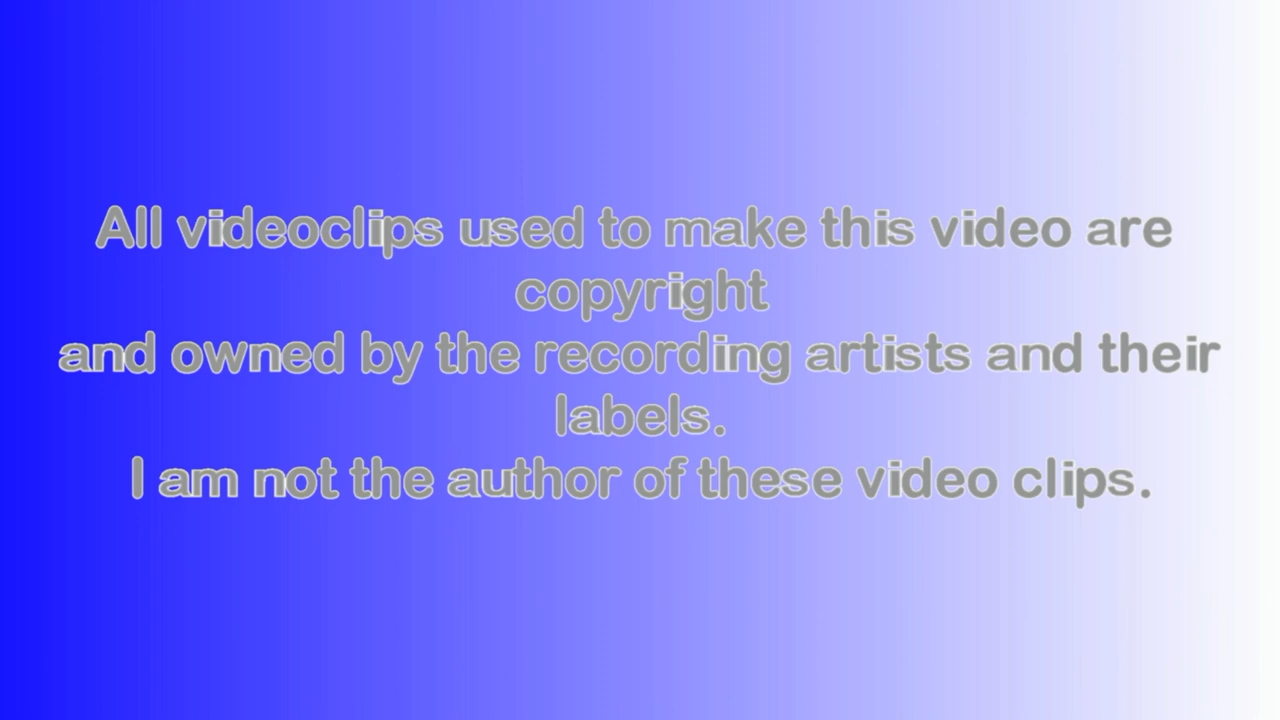 All videoclips used to make this video are
copyright
and owned by the recording artists and their
labels.
I am not the author of these video clips.